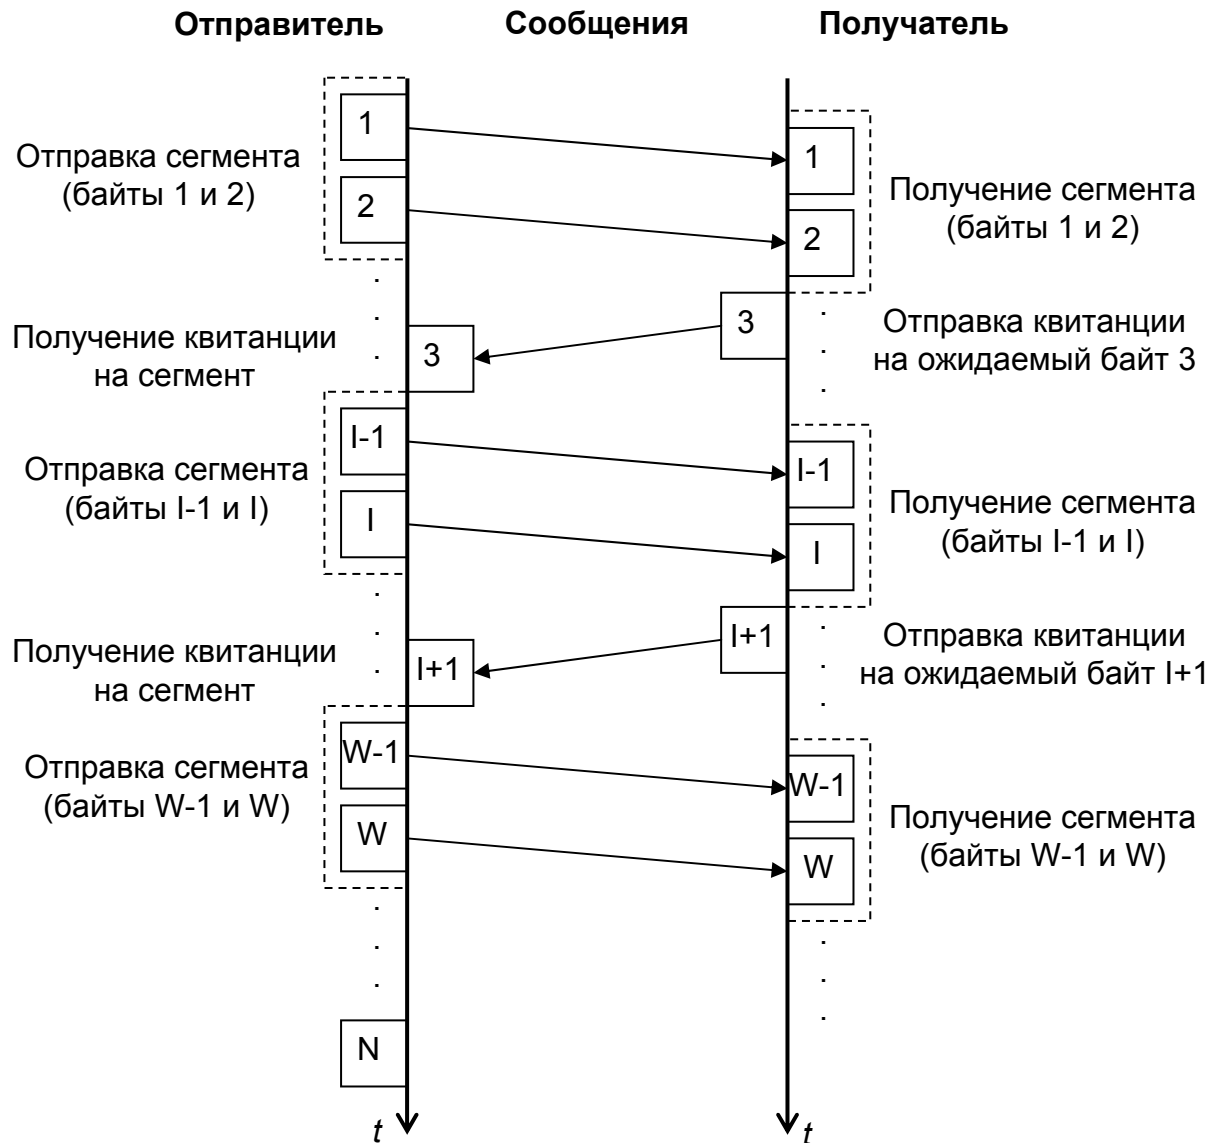 Отправитель
Сообщения
Получатель
1
Отправка сегмента
(байты 1 и 2)
1
2
Получение сегмента
(байты 1 и 2)
2
3
Отправка квитанции
на ожидаемый байт 3
Получение квитанции
на сегмент
3
I-1
Отправка сегмента
(байты I-1 и I)
I-1
I
Получение сегмента
(байты I-1 и I)
I
I+1
Отправка квитанции
на ожидаемый байт I+1
Получение квитанции
на сегмент
I+1
W-1
Отправка сегмента
(байты W-1 и W)
W-1
W
Получение сегмента
(байты W-1 и W)
W
N
t
t